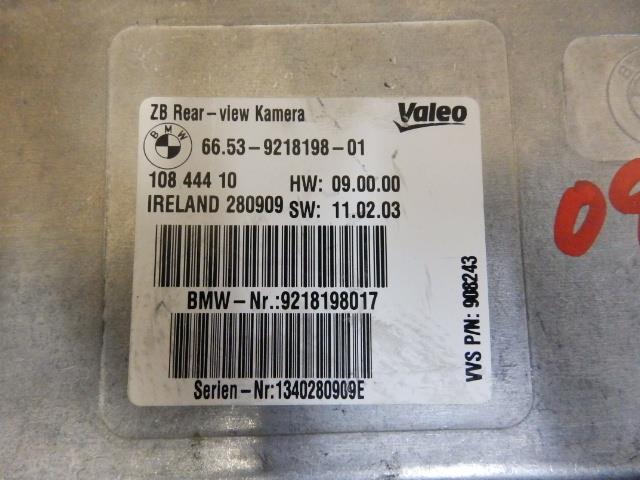 ZB Rear-view Kamera
Valeo
BMW
66.53-9218198-01
108 444 10 HW: 09.00.00
IRELAND 280909 SW: 11.02.03
BMW-Nr.:9218198017
Serien-Nr:1340280909E
VVS P/N: 908243